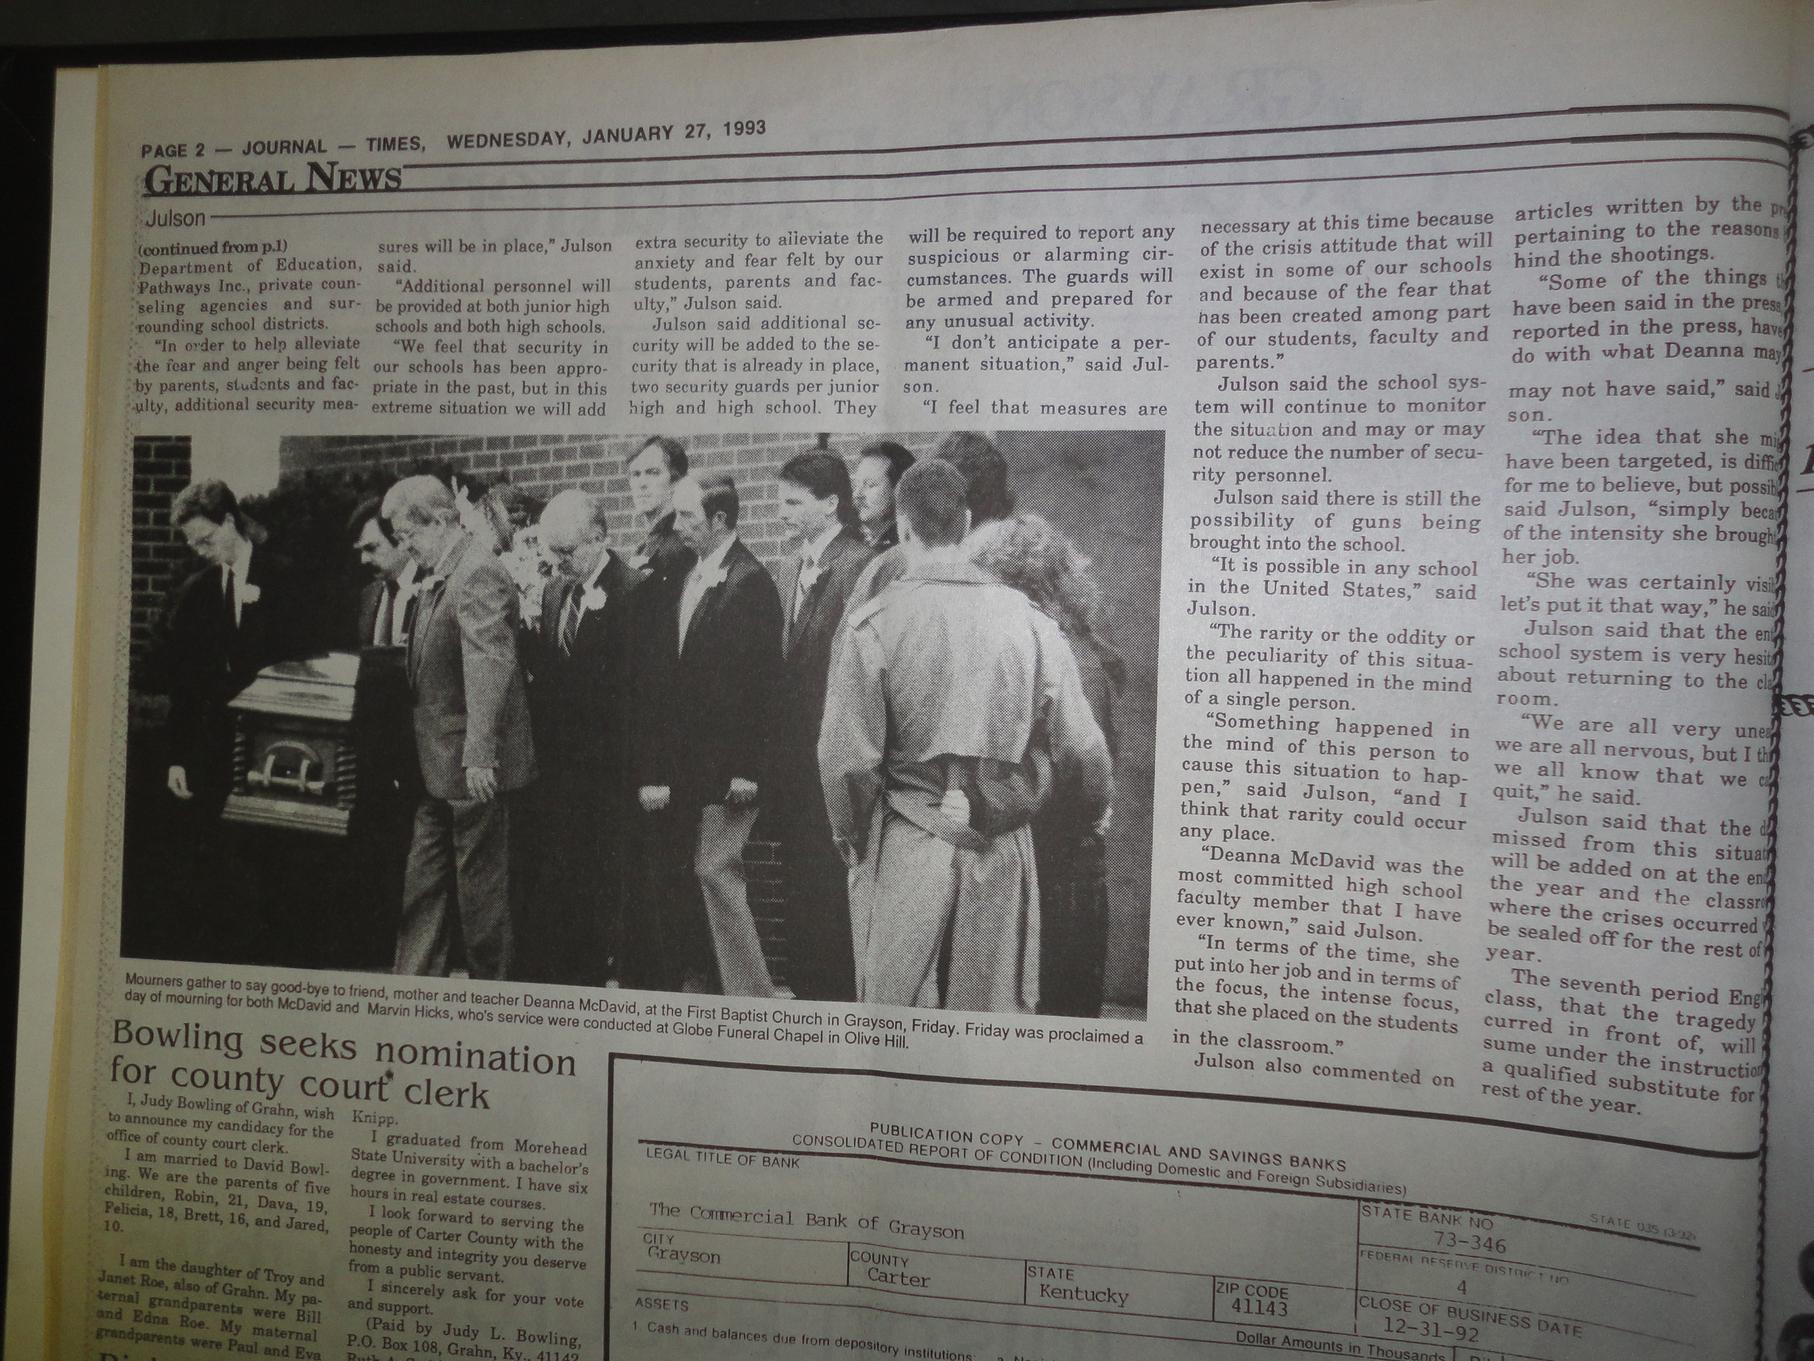 PAGE 2 — JOURNAL — TIMES, WEDNESDAY, JANUARY 27, 1993
GENERAL NEWS
Julson
(continued from p.1)
Department of Education,
Pathways Inc., private coun-
seling agencies and sur-
rounding school districts.
“In order to help alleviate
the fear and anger being felt
by parents, students and fac-
ulty, additional security mea-
sures will be in place,” Julson
said.
“Additional personnel will
be provided at both junior high
schools and both high schools.
“We feel that security in
our schools has been appro-
priate in the past, but in this
extreme situation we will add
extra security to alleviate the
anxiety and fear felt by our
students, parents and fac-
ulty,” Julson said.
Julson said additional se-
curity will be added to the se-
curity that is already in place,
two security guards per junior
high and high school. They
will be required to report any
suspicious or alarming cir-
cumstances. The guards will
be armed and prepared for
any unusual activity.
“I don’t anticipate a per-
manent situation,” said Jul-
son.
“I feel that measures are
necessary at this time because
of the crisis attitude that will
exist in some of our schools
and because of the fear that
has been created among part
of our students, faculty and
parents.”
Julson said the school sys-
tem will continue to monitor
the situation and may or may
not reduce the number of secu-
rity personnel.
Julson said there is still the
possibility of guns being
brought into the school.
“It is possible in any school
in the United States,” said
Julson.
“The rarity or the oddity or
the peculiarity of this situa-
tion all happened in the mind
of a single person.
“Something happened in
the mind of this person to
cause this situation to hap-
pen,” said Julson, “and I
think that rarity could occur
any place.
“Deanna McDavid was the
most committed high school
faculty member that I have
ever known,” said Julson.
“In terms of the time, she
put into her job and in terms of
the focus, the intense focus,
that she placed on the students
in the classroom.”
Julson also commented on
articles written by the
pertaining to the reasons
hind the shootings.
“Some of the things
have been said in the press
reported in the press, have
do with what Deanna may
may not have said,” said
son.
“The idea that she
have been targeted, is
for me to believe, but
said Julson, “simply
of the intensity she
her job.
“She was certainly
let’s put it that way,” he
Julson said that the
school system is very
about returning to the
room.
“We are all very
we are all nervous, but I
we all know that we
quit,” he said.
Julson said that the
missed from this
will be added on at the
the year and the
where the crises occurred
be sealed off for the rest of
year.
The seventh period
class, that the tragedy
curred in front of, will
sume under the
a qualified substitute for
rest of the year.
Mourners gather to say good-bye to friend, mother and teacher Deanna McDavid, at the First Baptist Church in Grayson, Friday. Friday was proclaimed a
day of mourning for both McDavid and Marvin Hicks, who's service were conducted at Globe Funeral Chapel in Olive Hill.
Bowling seeks nomination
for county court clerk
I, Judy Bowling of Grahn, wish
to announce my candidacy for the
office of county court clerk.
I am married to David Bowl-
ing. We are the parents of five
children, Robin, 21, Dava, 19,
Felicia, 18, Brett, 16, and Jared,
10.
I am the daughter of Troy and
Janet Roe, also of Grahn. My pa-
ternal grandparents were Bill
and Edna Roe. My maternal
grandparents were Paul and Eva
Knipp.
I graduated from Morehead
State University with a bachelor’s
degree in government. I have six
hours in real estate courses.
I look forward to serving the
people of Carter County with the
honesty and integrity you deserve
from a public servant.
I sincerely ask for your vote
and support.
(Paid by Judy L. Bowling,
P.O. Box 108, Grahn, Ky., 41142
PUBLICATION COPY – COMMERCIAL AND SAVINGS BANKS
CONSOLIDATED REPORT OF CONDITION (Including Domestic and Foreign Subsidiaries)
LEGAL TITLE OF BANK
The Commercial Bank of Grayson
STATE BANK NO
73-346
STATE 035 (3/92)
CITY
Grayson
COUNTY
Carter
STATE
Kentucky
ZIP CODE
41143
FEDERAL RESERVE DISTRICT NO
4
CLOSE OF BUSINESS DATE
12-31-92
ASSETS
Dollar Amounts in Thousands
1. Cash and balances due from depository institutions: